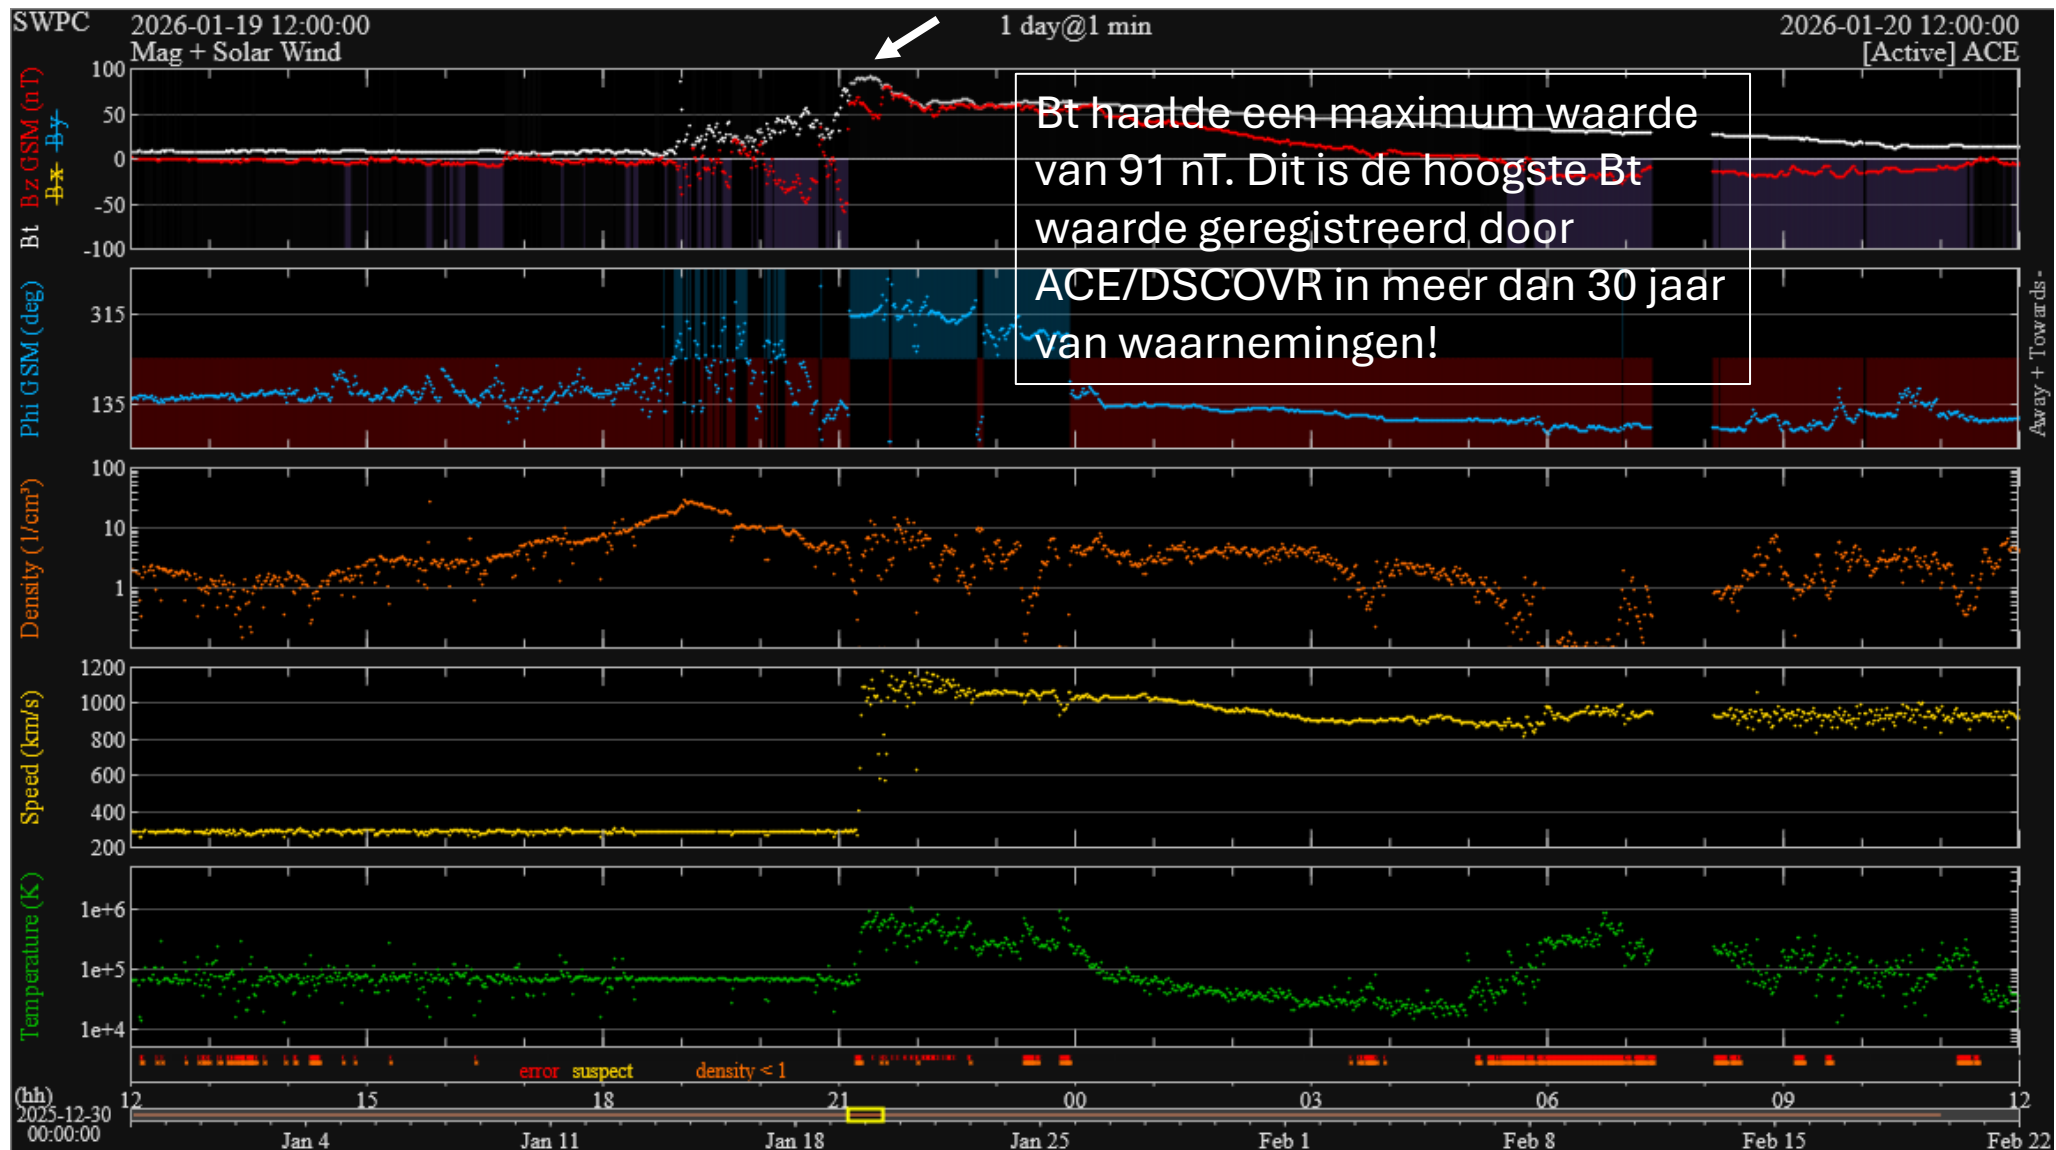 SWPC 2026-01-19 12:00:00 1 day@1 min 2026-01-20 12:00:00
Mag + Solar Wind [Active] ACE
Bt Bz GSM (nT)
Bx By
100
50
0
-50
-100
Bt haalde een maximum waarde
van 91 nT. Dit is de hoogste Bt
waarde geregistreerd door
ACE/DSCOVR in meer dan 30 jaar
van waarnemingen!
Phi GSM (deg)
315
135
Away + Towards -
Density (1/cm³)
100
10
1
Speed (km/s)
1200
1000
800
600
400
200
Temperature (K)
1e+6
1e+5
1e+4
error suspect density < 1
(hh) 12 15 18 21 00 03 06 09 12
2025-12-30
00:00:00
Jan 4 Jan 11 Jan 18 Jan 25 Feb 1 Feb 8 Feb 15 Feb 22